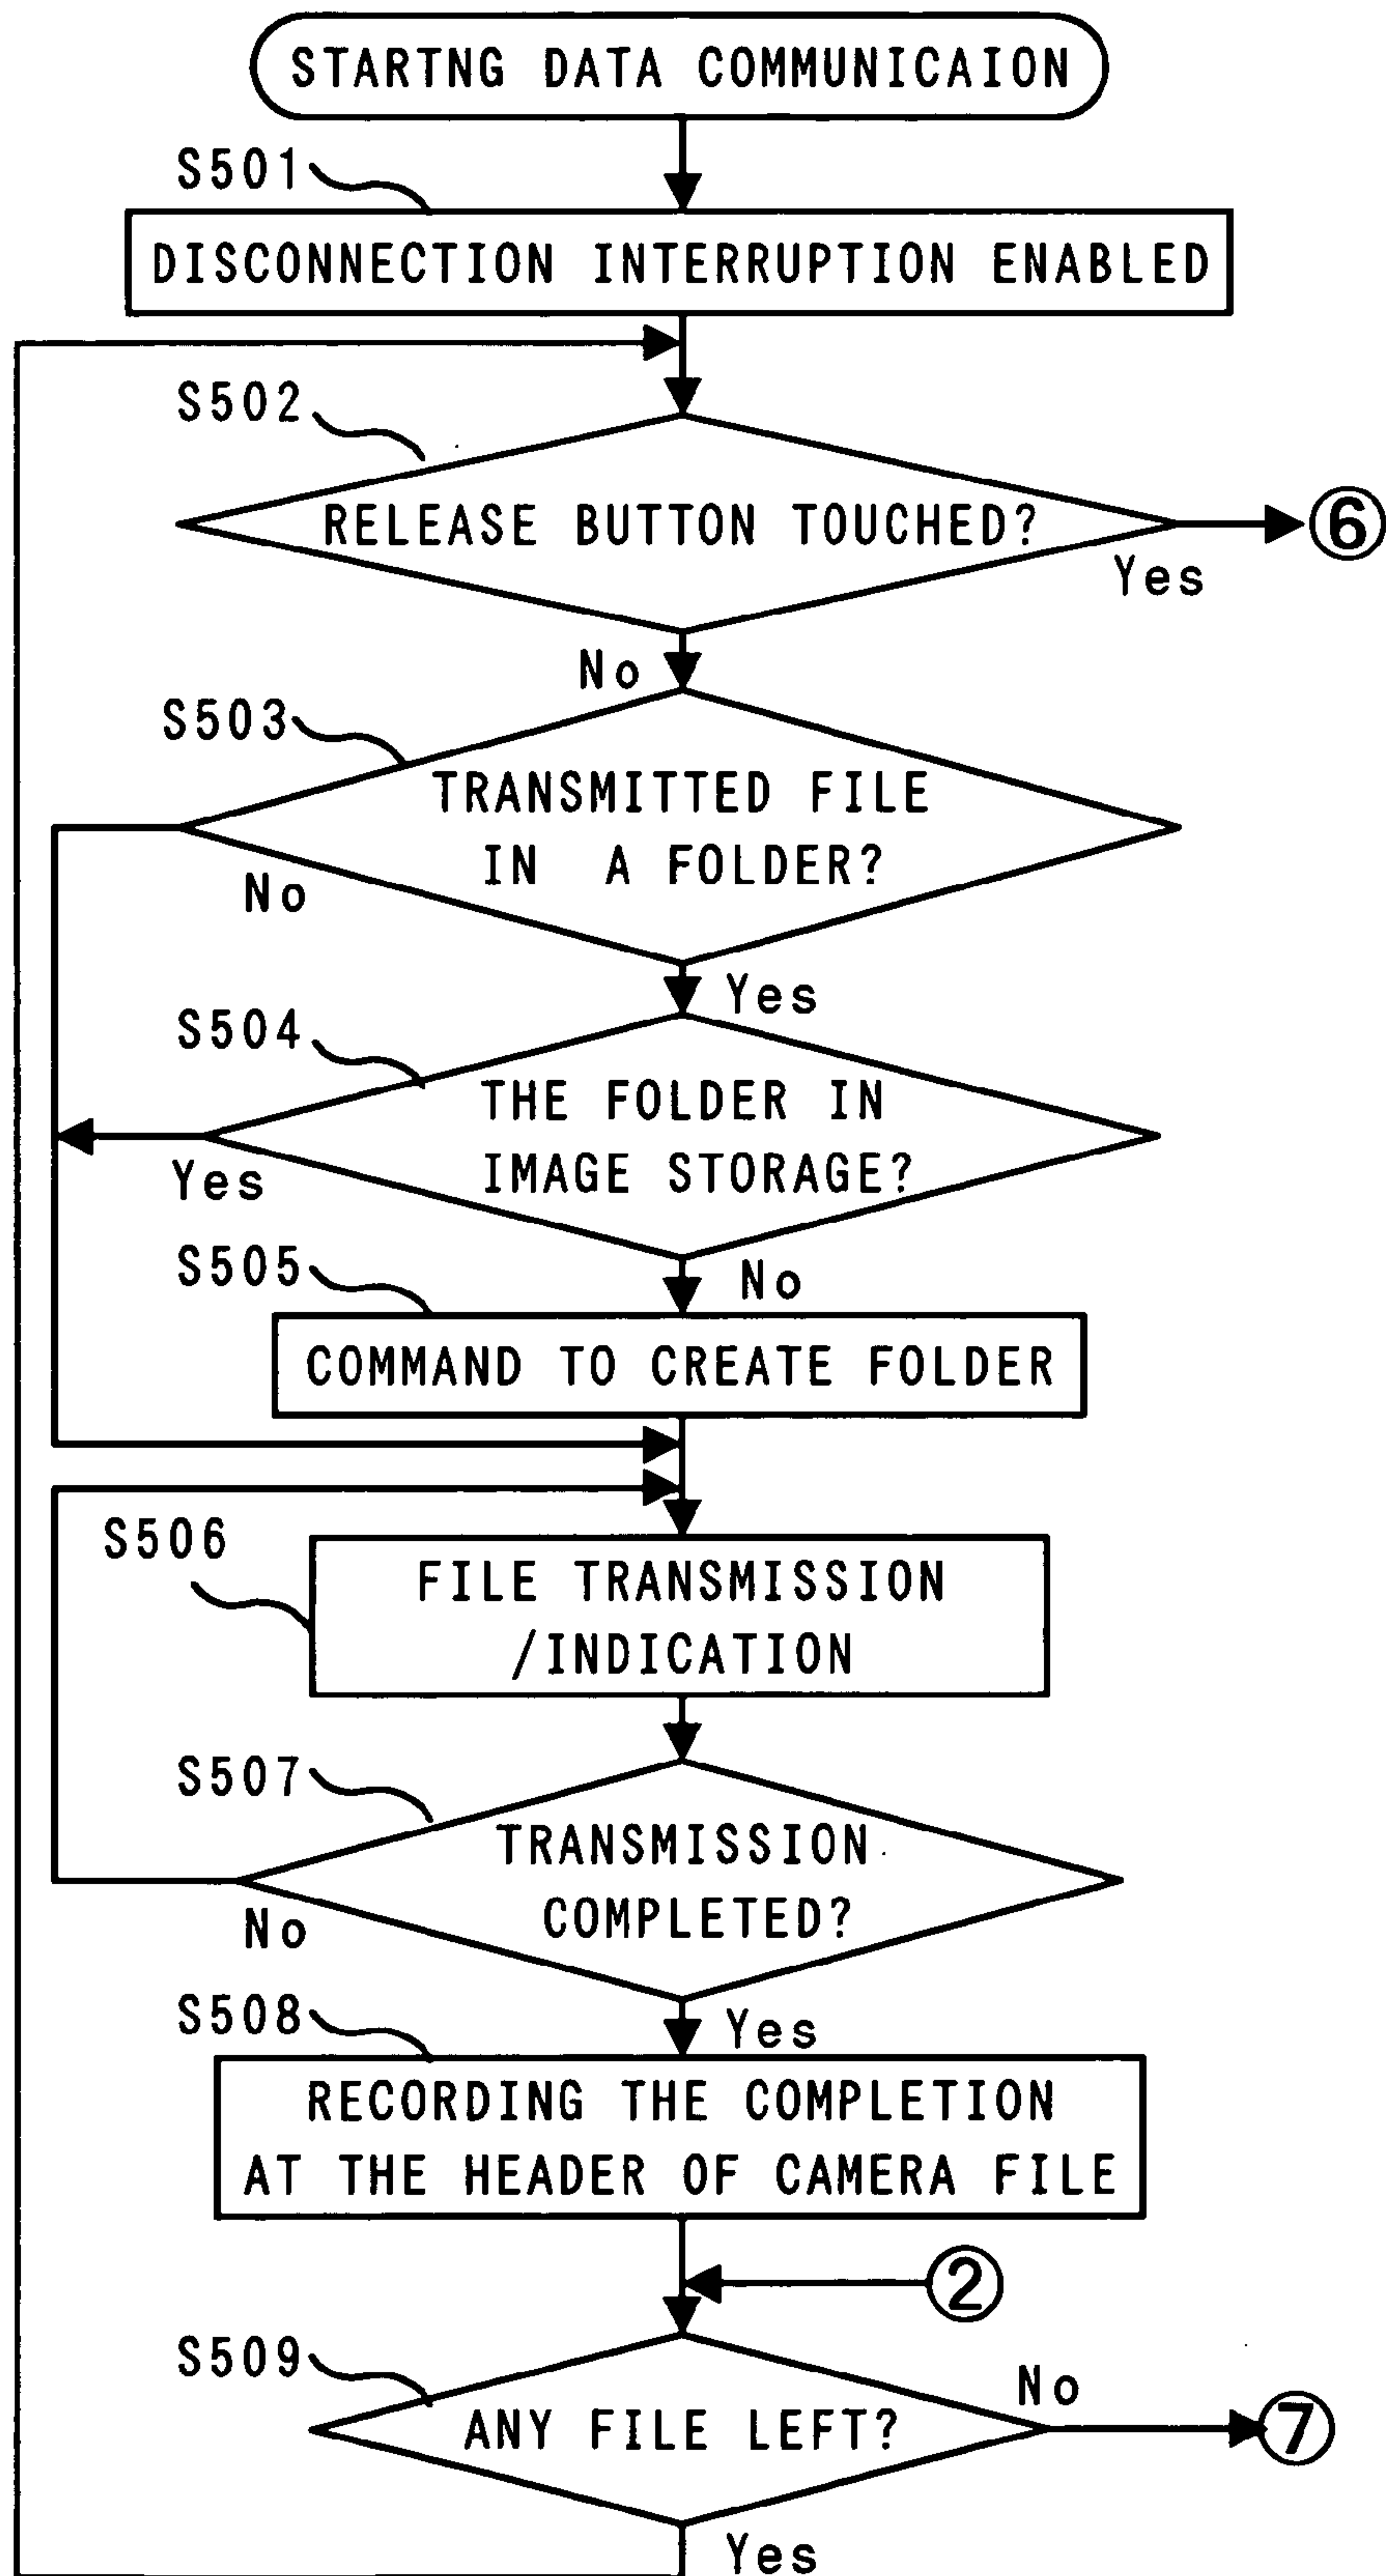 STARTNG DATA COMMUNICAION
S501
DISCONNECTION INTERRUPTION ENABLED
S502
RELEASE BUTTON TOUCHED?
⑥
Yes
No
S503
TRANSMITTED FILE
IN A FOLDER?
No
Yes
S504
THE FOLDER IN
IMAGE STORAGE?
Yes
No
S505
COMMAND TO CREATE FOLDER
S506
FILE TRANSMISSION
/INDICATION
S507
TRANSMISSION
COMPLETED?
No
Yes
S508
RECORDING THE COMPLETION
AT THE HEADER OF CAMERA FILE
②
S509
No
ANY FILE LEFT?
⑦
Yes